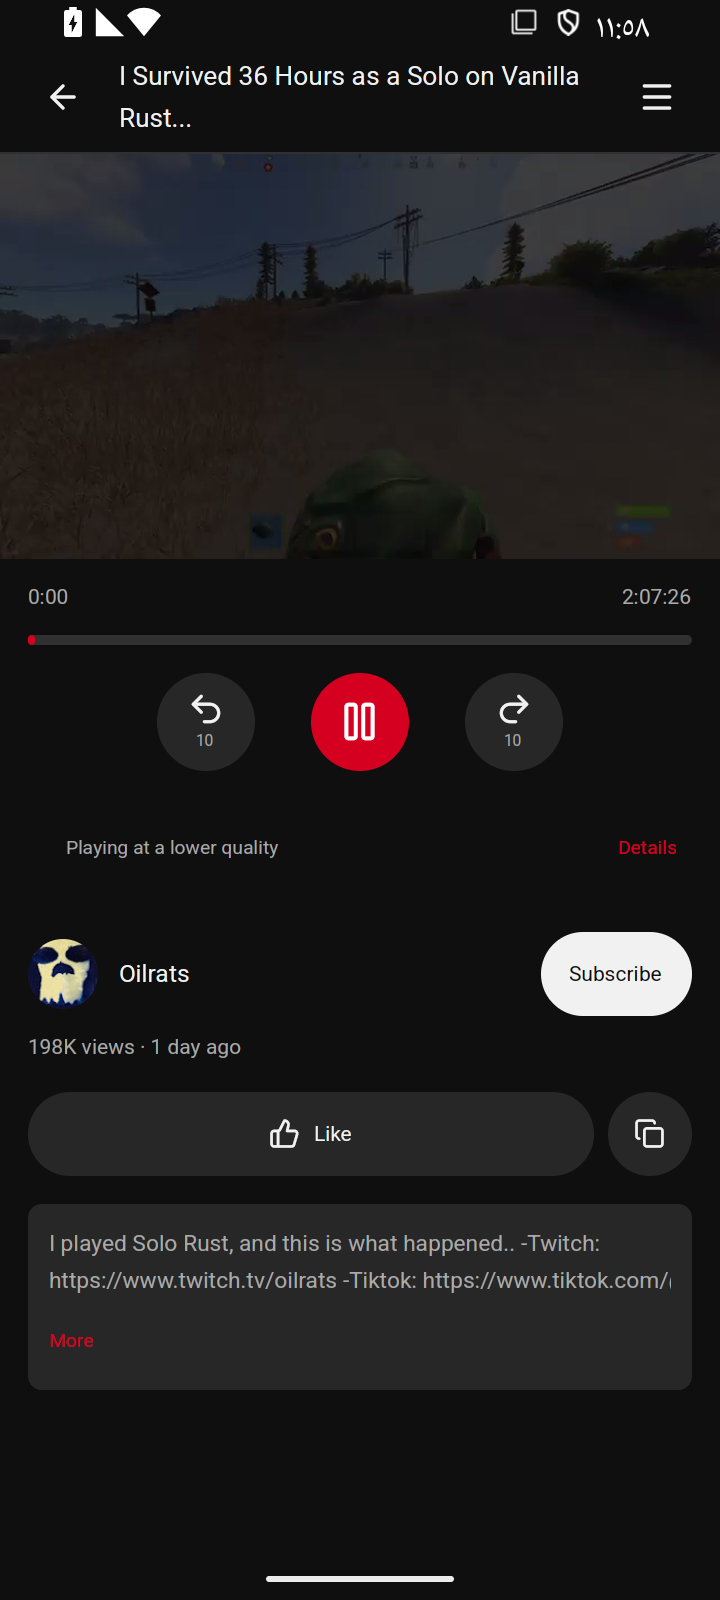 ١١:٥٨
I Survived 36 Hours as a Solo on Vanilla
Rust...
0:00
2:07:26
10
10
Playing at a lower quality
Details
Oilrats
Subscribe
198K views · 1 day ago
Like
I played Solo Rust, and this is what happened.. -Twitch:
https://www.twitch.tv/oilrats -Tiktok: https://www.tiktok.com/
More